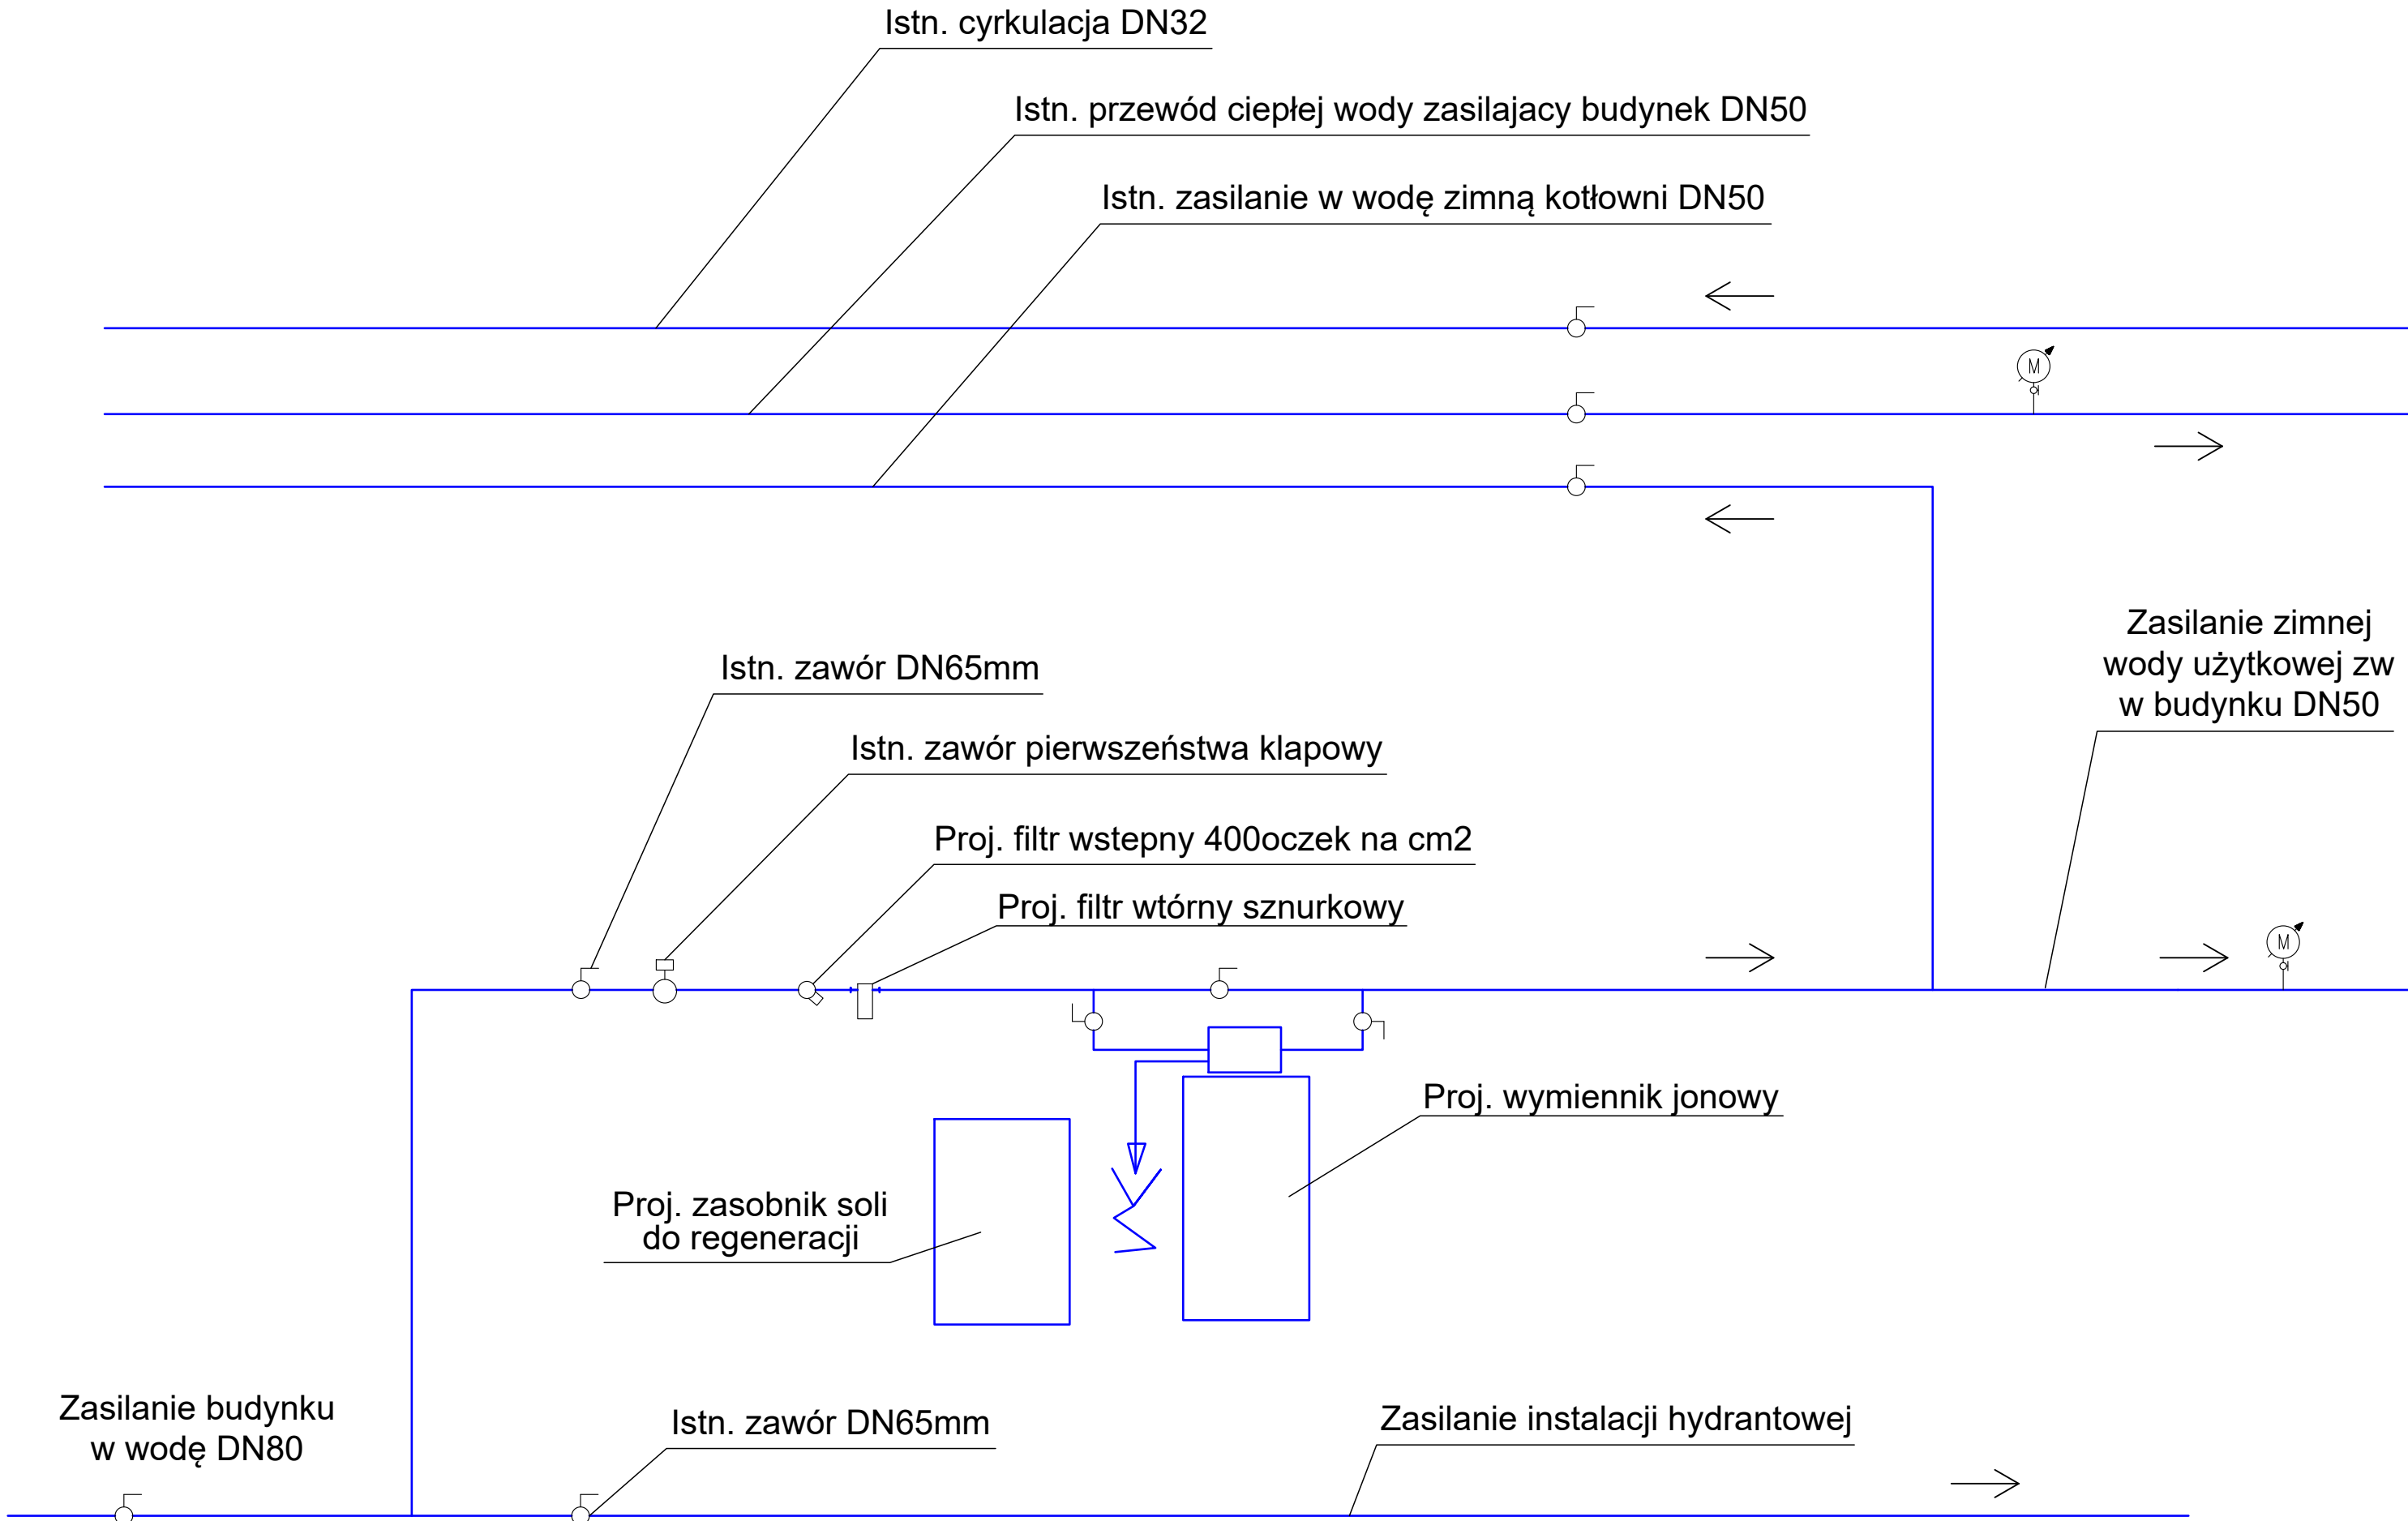 Istn. cyrkulacja DN32
Istn. przewód ciepłej wody zasilajacy budynek DN50
Istn. zasilanie w wodę zimną kotłowni DN50
M
Zasilanie zimnej
wody użytkowej zw
w budynku DN50
Istn. zawór DN65mm
Istn. zawór pierwszeństwa klapowy
Proj. filtr wstepny 400oczek na cm2
Proj. filtr wtórny sznurkowy
M
Proj. wymiennik jonowy
Proj. zasobnik soli
do regeneracji
Zasilanie budynku
w wodę DN80
Istn. zawór DN65mm
Zasilanie instalacji hydrantowej